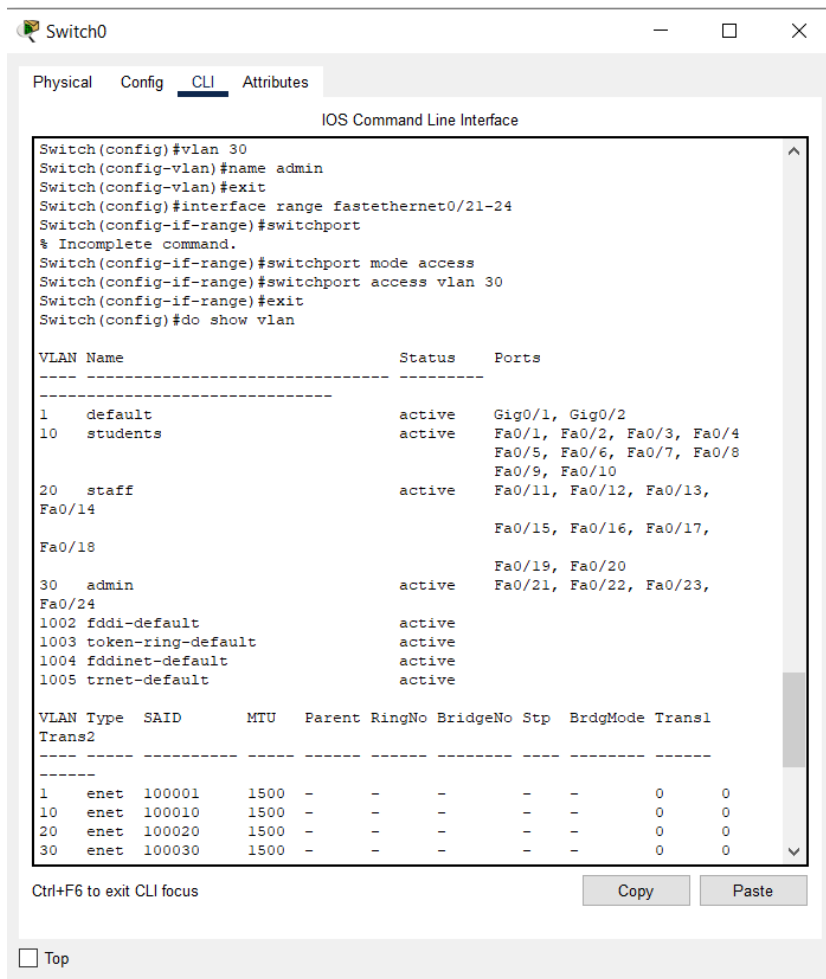 Switch0
Physical Config CLI Attributes
IOS Command Line Interface
Switch(config)#vlan 30
Switch(config-vlan)#name admin
Switch(config-vlan)#exit
Switch(config)#interface range fastethernet0/21-24
Switch(config-if-range)#switchport
% Incomplete command.
Switch(config-if-range)#switchport mode access
Switch(config-if-range)#switchport access vlan 30
Switch(config-if-range)#exit
Switch(config)#do show vlan

VLAN Name                             Status    Ports
---- -------------------------------- ---------
-------------------------------
1    default                          active    Gig0/1, Gig0/2
10   students                         active    Fa0/1, Fa0/2, Fa0/3, Fa0/4
                                                Fa0/5, Fa0/6, Fa0/7, Fa0/8
                                                Fa0/9, Fa0/10
20   staff                            active    Fa0/11, Fa0/12, Fa0/13,
Fa0/14
                                                Fa0/15, Fa0/16, Fa0/17,
Fa0/18
                                                Fa0/19, Fa0/20
30   admin                            active    Fa0/21, Fa0/22, Fa0/23,
Fa0/24
1002 fddi-default                     active
1003 token-ring-default               active
1004 fddinet-default                  active
1005 trnet-default                    active

VLAN Type  SAID       MTU   Parent RingNo BridgeNo Stp  BrdgMode Trans1
Trans2
---- ----- ---------- ----- ------ ------ -------- ---- -------- ------
------
1    enet  100001     1500  -      -      -        -    -        0      0
10   enet  100010     1500  -      -      -        -    -        0      0
20   enet  100020     1500  -      -      -        -    -        0      0
30   enet  100030     1500  -      -      -        -    -        0      0
Ctrl+F6 to exit CLI focus
Copy Paste
Top